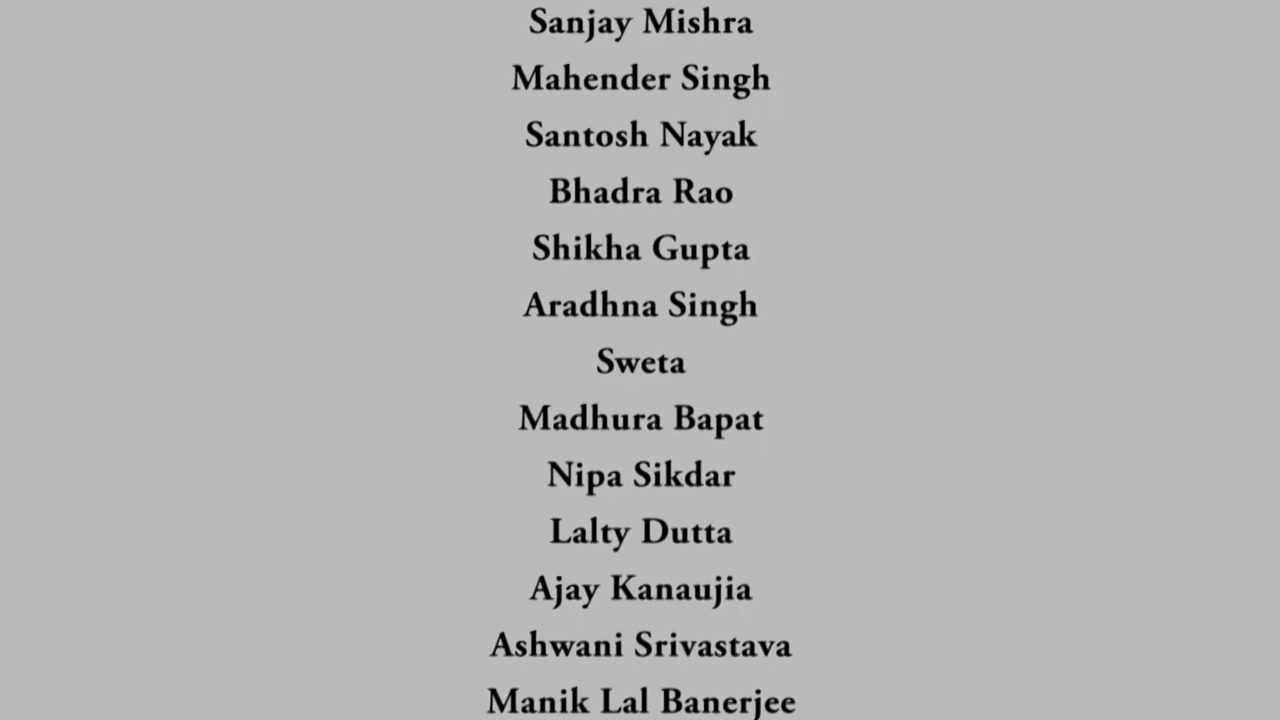 Sanjay Mishra
Mahender Singh
Santosh Nayak
Bhadra Rao
Shikha Gupta
Aradhna Singh
Sweta
Madhura Bapat
Nipa Sikdar
Lalty Dutta
Ajay Kanaujia
Ashwani Srivastava
Manik Lal Banerjee